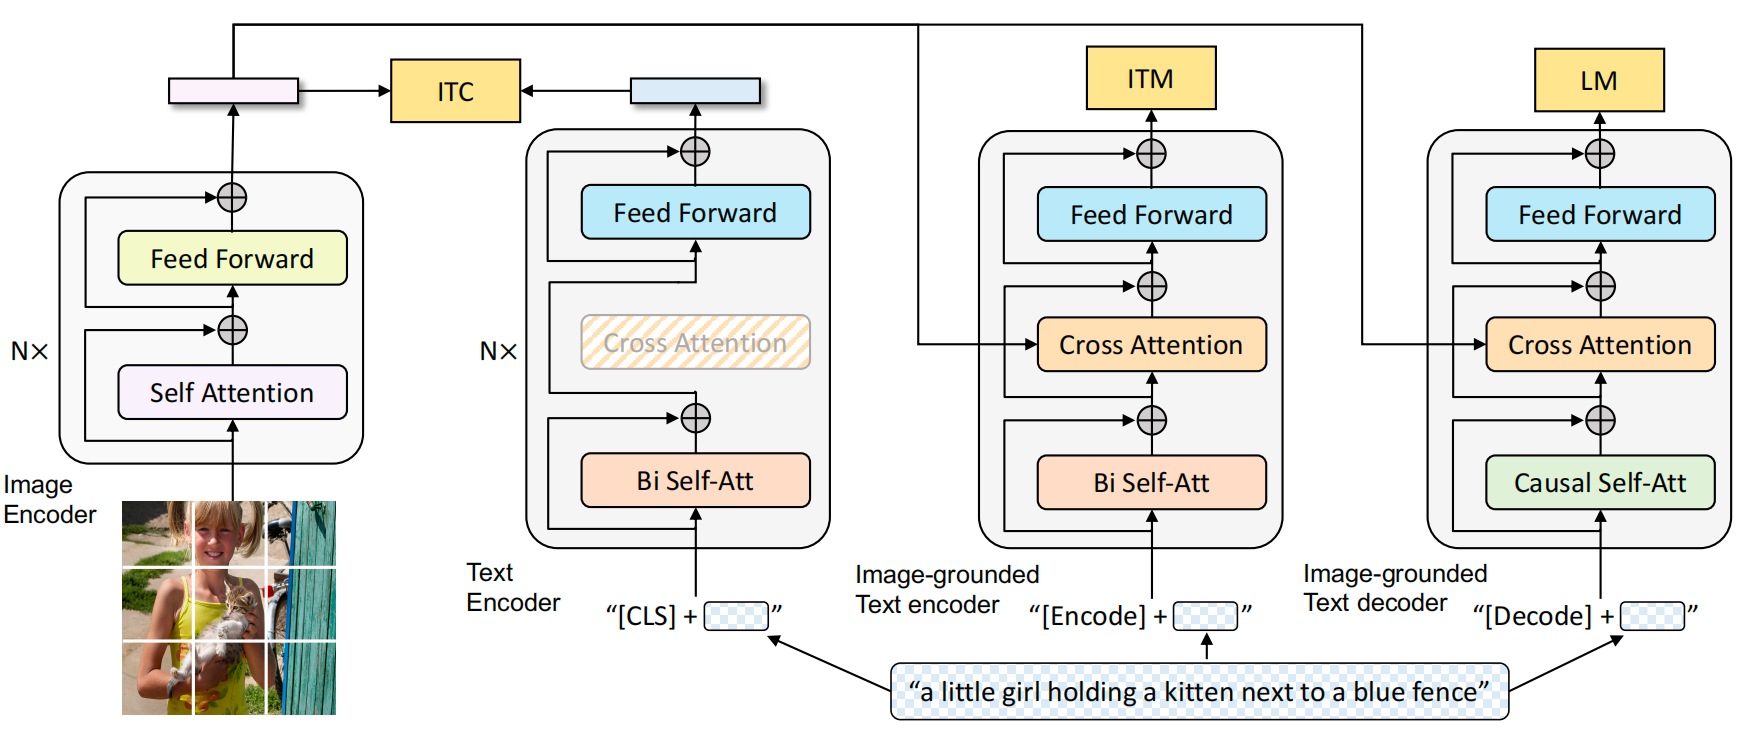 ITC
ITM
LM
Feed Forward
Self Attention
N×
Image
Encoder
Feed Forward
Cross Attention
Bi Self-Att
N×
Text
Encoder
“[CLS] + ”
Feed Forward
Cross Attention
Bi Self-Att
Image-grounded
Text encoder
“[Encode] + ”
Feed Forward
Cross Attention
Causal Self-Att
Image-grounded
Text decoder
“[Decode] + ”
“a little girl holding a kitten next to a blue fence”